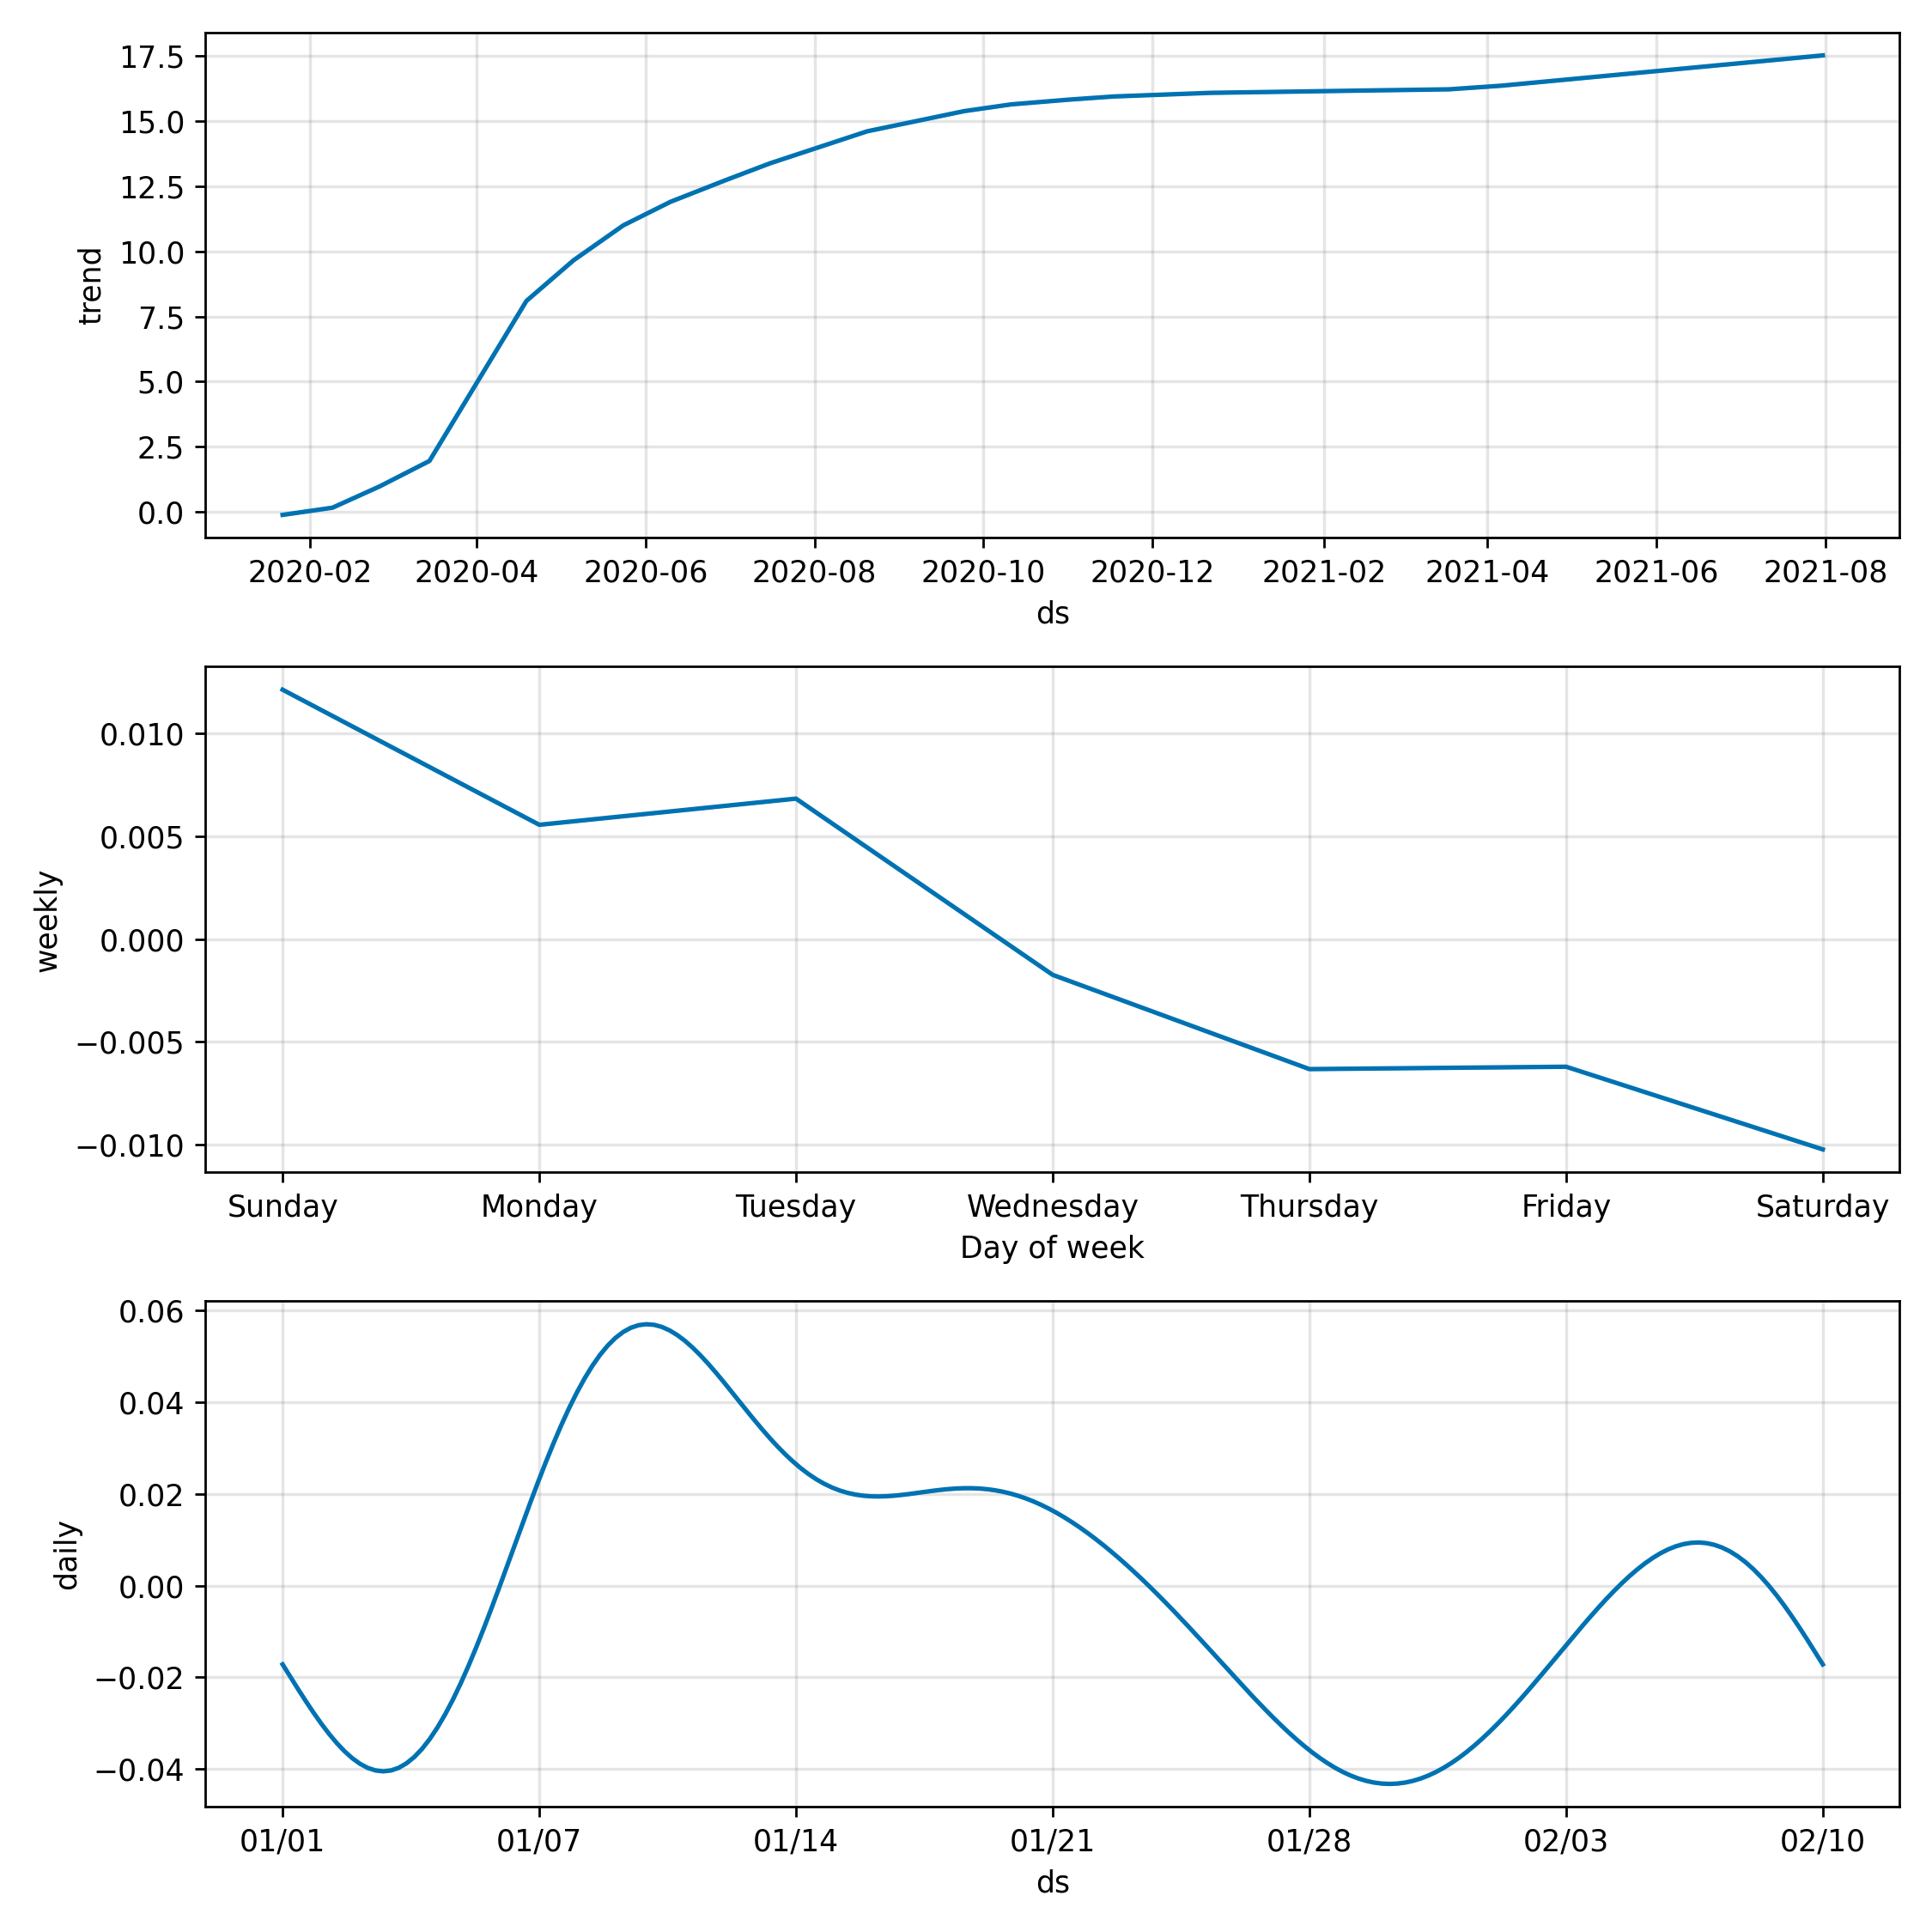 17.5
15.0
12.5
10.0
7.5
5.0
2.5
0.0
trend
2020-02 2020-04 2020-06 2020-08 2020-10 2020-12 2021-02 2021-04 2021-06 2021-08
ds
0.010
0.005
0.000
−0.005
−0.010
weekly
Sunday Monday Tuesday Wednesday Thursday Friday Saturday
Day of week
0.06
0.04
0.02
0.00
−0.02
−0.04
daily
01/01 01/07 01/14 01/21 01/28 02/03 02/10
ds